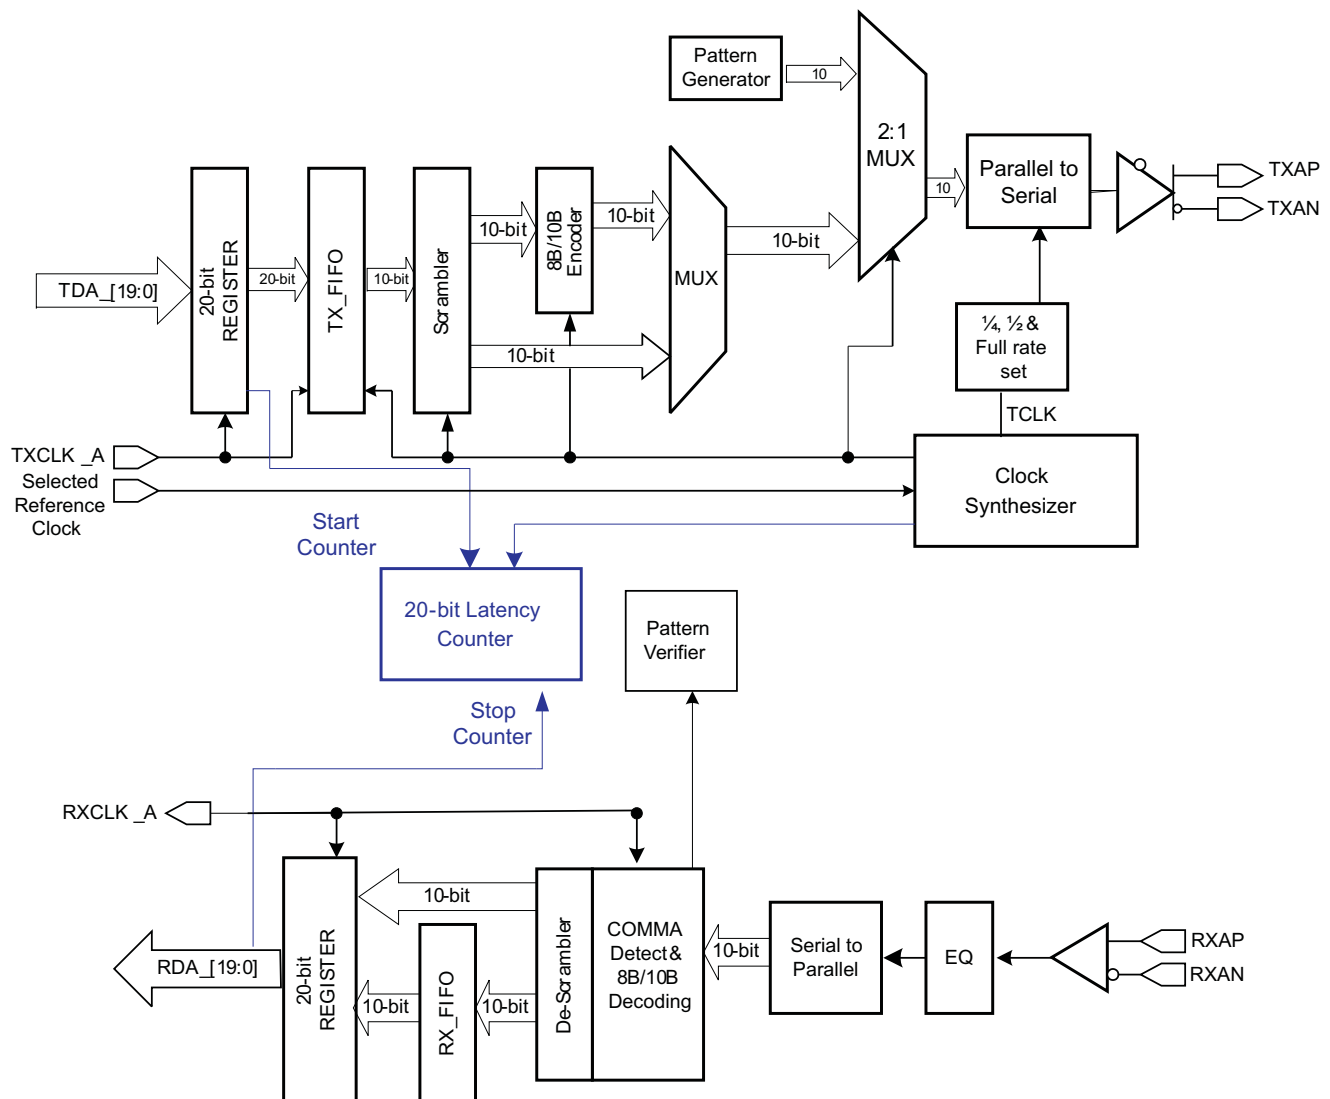 Pattern
Generator
10
2:1
MUX
10
Parallel to
Serial
TXAP
TXAN
TDA_[19:0]
20-bit
REGISTER
20-bit
TX_FIFO
10-bit
Scrambler
10-bit
8B/10B
Encoder
10-bit
10-bit
MUX
10-bit
¼, ½ &
Full rate
set
TCLK
TXCLK _A
Selected
Reference
Clock
Clock
Synthesizer
Start
Counter
20-bit Latency
Counter
Stop
Counter
Pattern
Verifier
RXCLK _A
RDA_[19:0]
20-bit
REGISTER
10-bit
10-bit
RX_FIFO
10-bit
De-Scrambler
COMMA
Detect &
8B/10B
Decoding
10-bit
Serial to
Parallel
EQ
RXAP
RXAN